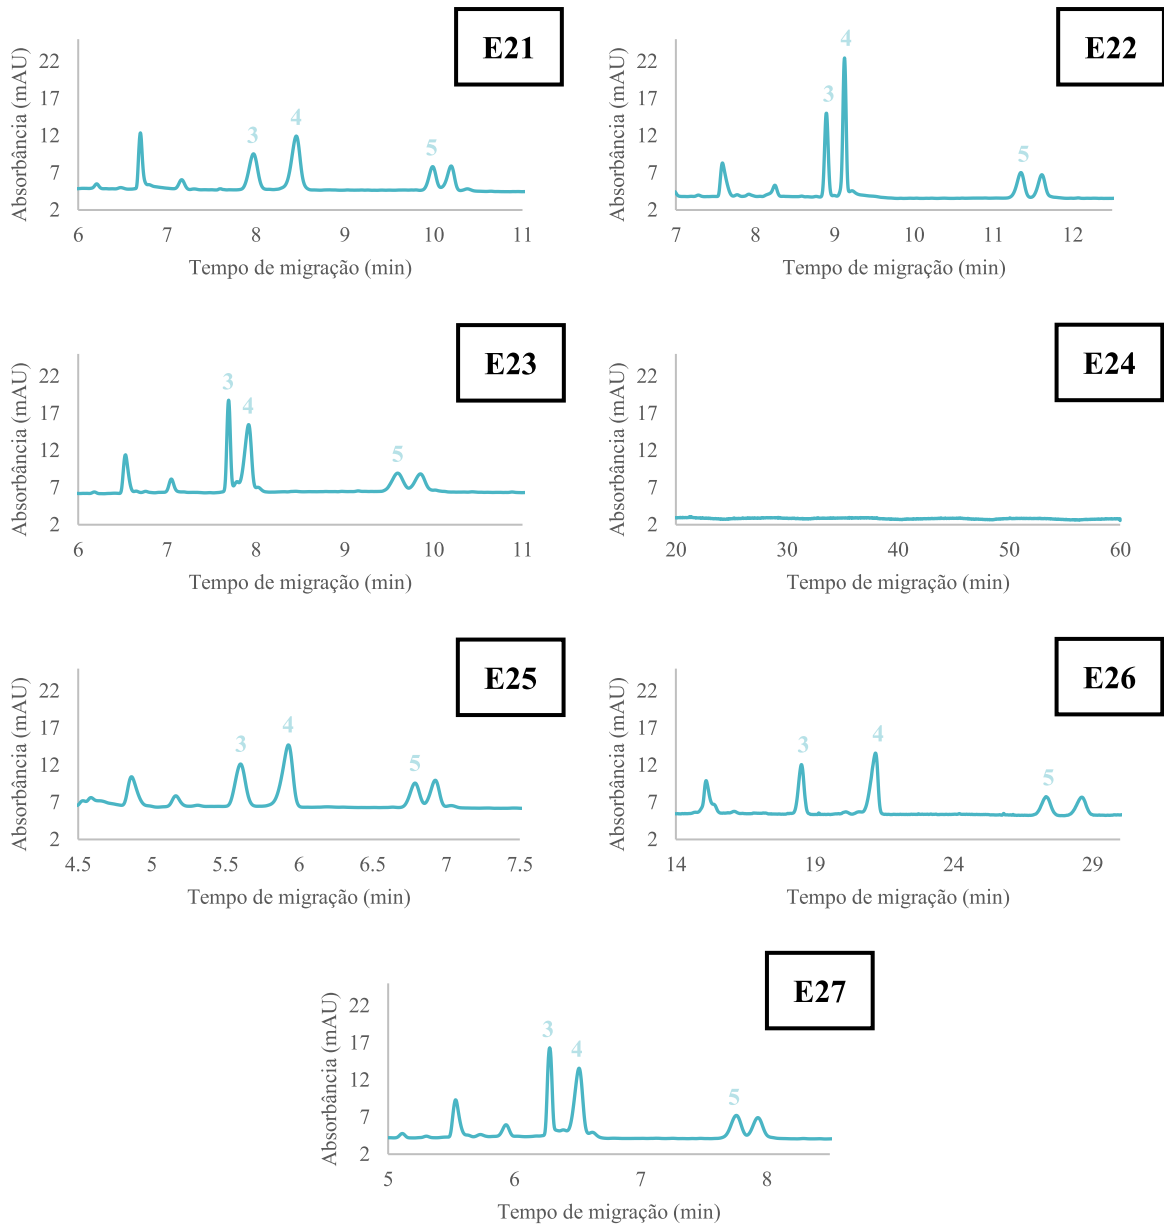 E21
Absorbância (mAU)
22
17
12
7
2
3
4
5
6 7 8 9 10 11
Tempo de migração (min)
E22
Absorbância (mAU)
22
17
12
7
2
3
4
5
7 8 9 10 11 12
Tempo de migração (min)
E23
Absorbância (mAU)
22
17
12
7
2
3
4
5
6 7 8 9 10 11
Tempo de migração (min)
E24
Absorbância (mAU)
22
17
12
7
2
20 30 40 50 60
Tempo de migração (min)
E25
Absorbância (mAU)
22
17
12
7
2
3
4
5
4.5 5 5.5 6 6.5 7 7.5
Tempo de migração (min)
E26
Absorbância (mAU)
22
17
12
7
2
3
4
5
14 19 24 29
Tempo de migração (min)
E27
Absorbância (mAU)
22
17
12
7
2
3
4
5
5 6 7 8
Tempo de migração (min)